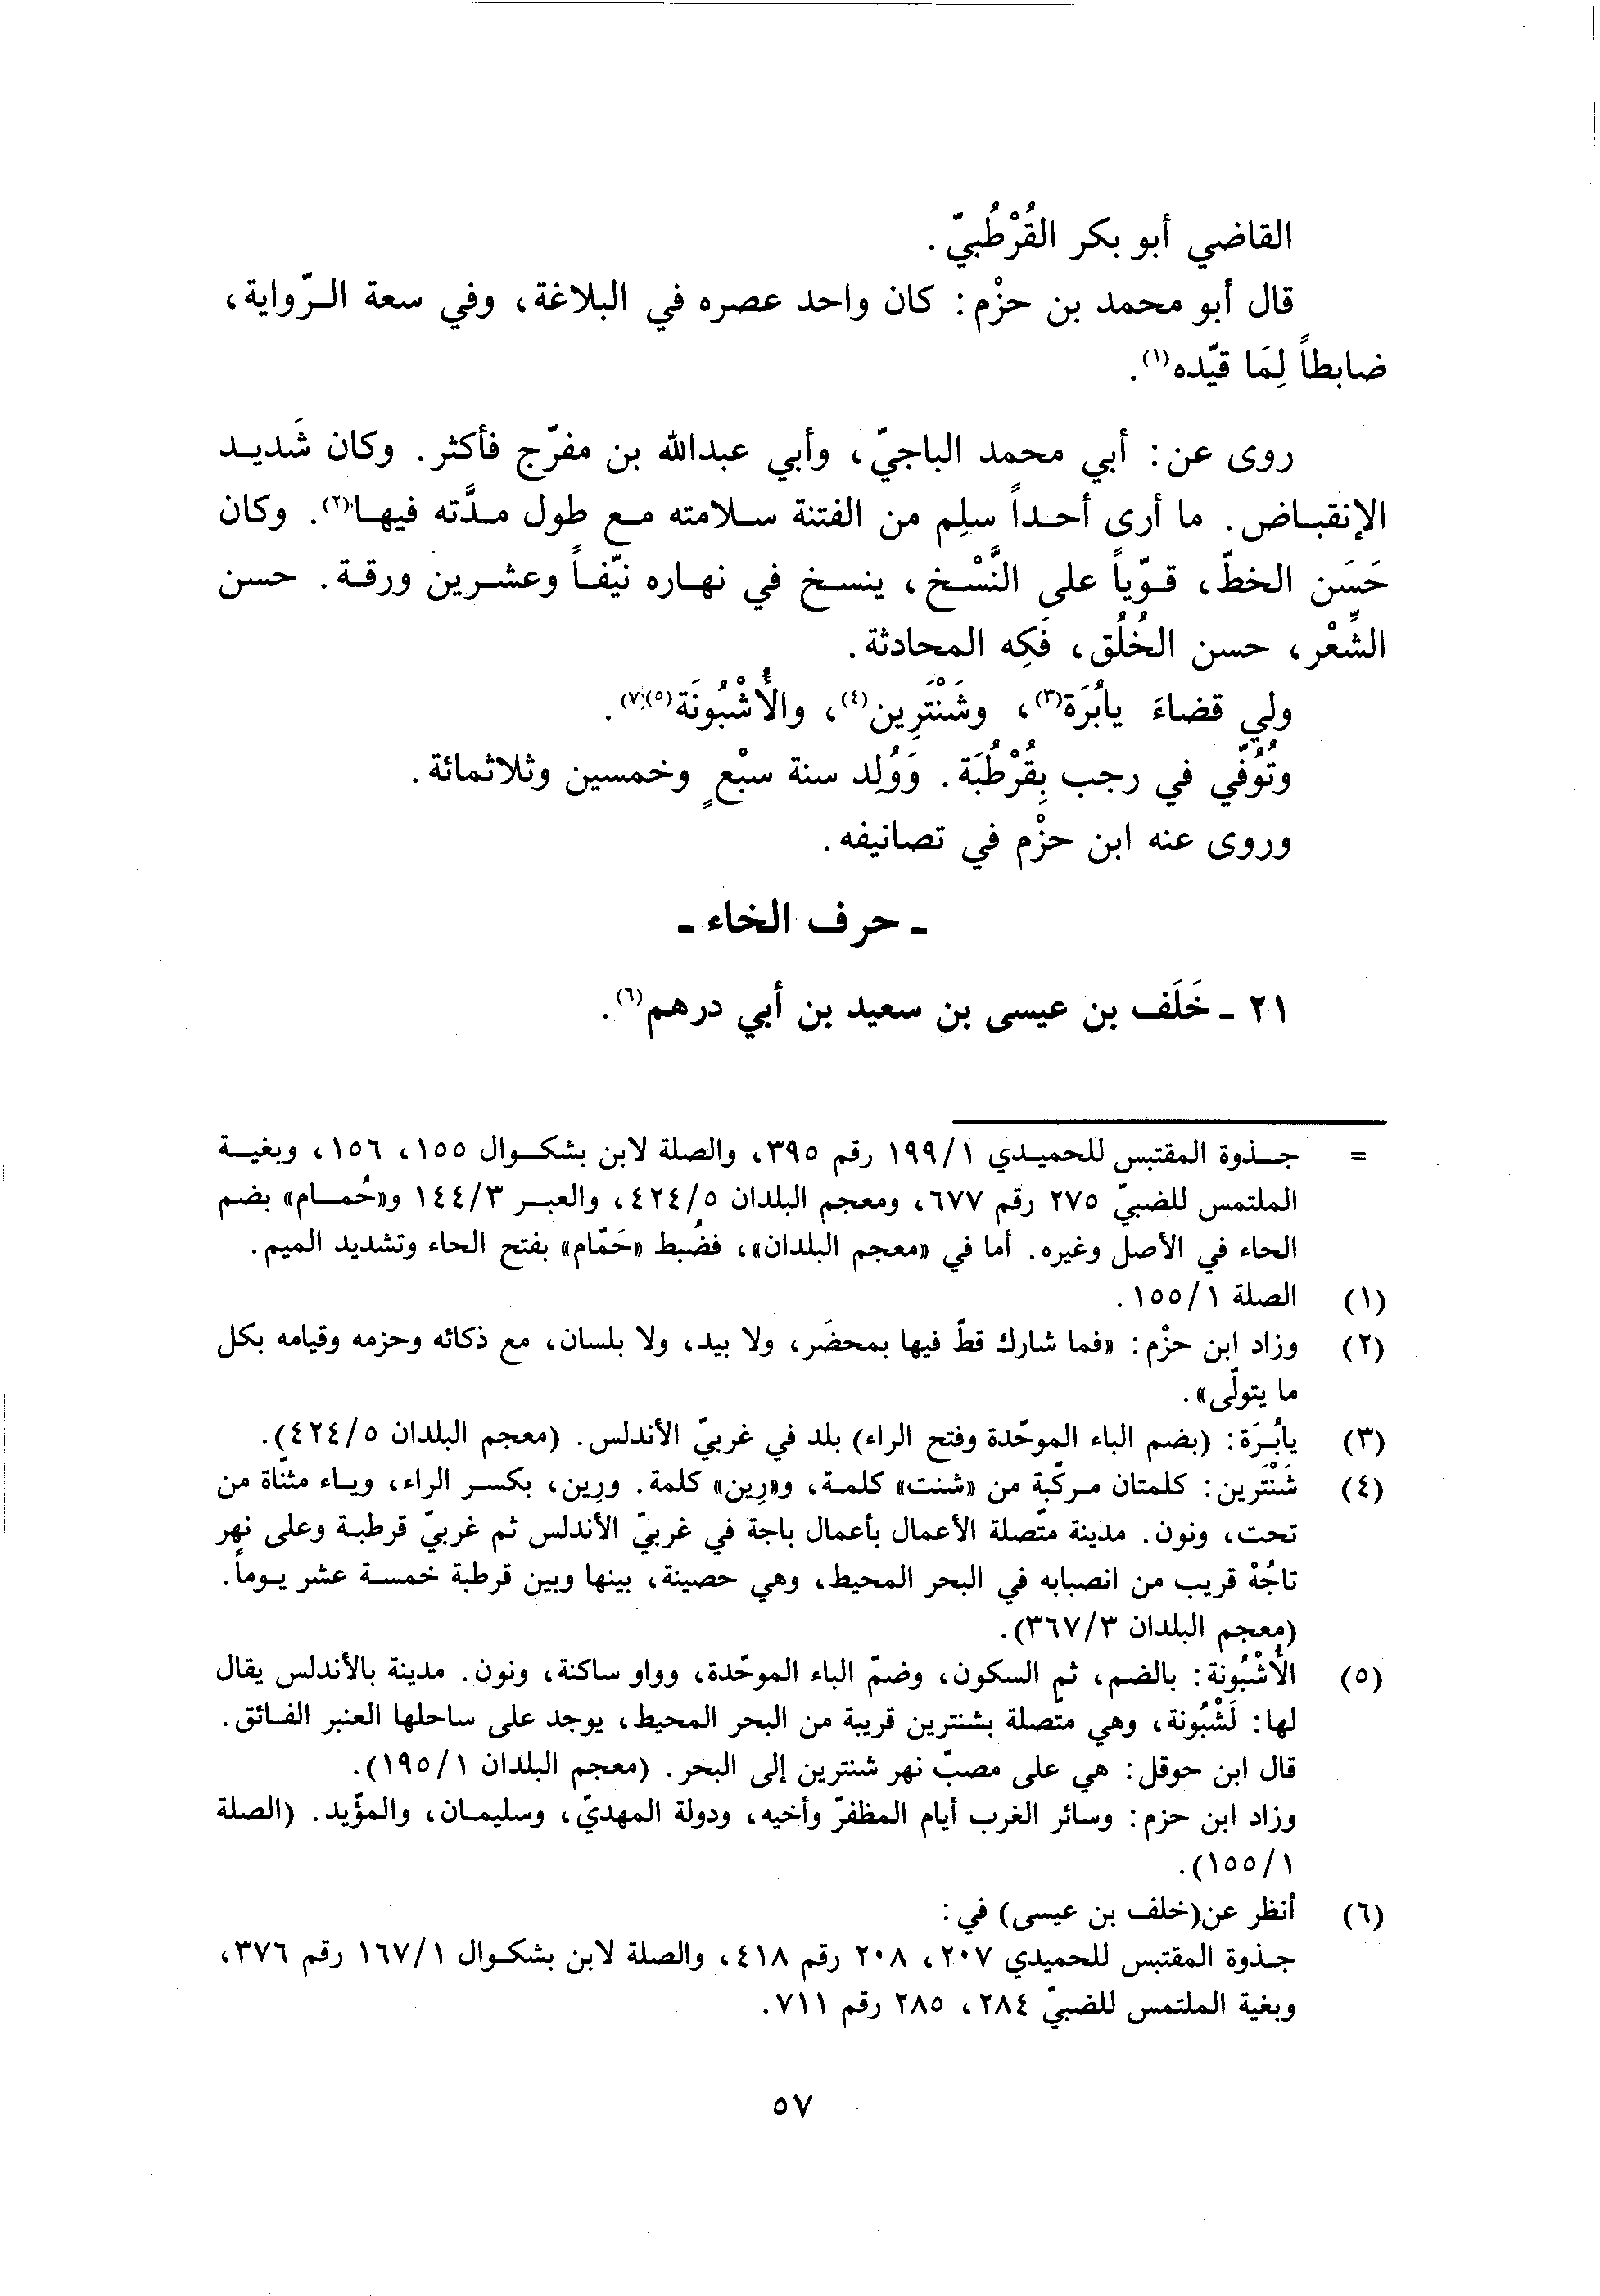 القاضي أبو بكر القُرْطُبيّ.
قال أبو محمد بن حزْم: كان واحد عصره في البلاغة، وفي سعة الرّواية،
ضابطاً لِمَا قيّده(١).
روى عن: أبي محمد الباجيّ، وأبي عبدالله بن مفرّج فأكثر. وكان شَديد
الإنقباض. ما أرى أحداً سلِم من الفتنة سلامته مع طول مدَّته فيها(٢). وكان
حَسَن الخطّ، قوّياً على النَّسْخ، ينسخ في نهاره نيّفاً وعشرين ورقة. حسن
الشِّعْر، حسن الخُلُق، فَكِه المحادثة.
ولي قضاءَ يابُرَة(٣)، وشَنْتَرِين(٤)، والأُشْبُونَة(٥)(٧).
وتُوُفّي في رجب بِقُرْطُبَة. وَوُلِد سنة سبْعٍ وخمسين وثلاثمائة.
وروى عنه ابن حزْم في تصانيفه.
ـ حرف الخاء ـ
٢١ ـ خَلَف بن عيسى بن سعيد بن أبي درهم(٦).
= جذوة المقتبس للحميدي ١٩٩/١ رقم ٣٩٥، والصلة لابن بشكوال ١٥٥، ١٥٦، وبغية
الملتمس للضبيّ ٢٧٥ رقم ٦٧٧، ومعجم البلدان ٤٢٤/٥، والعبر ١٤٤/٣ و«حُمام» بضم
الحاء في الأصل وغيره. أما في «معجم البلدان»، فضُبط «حَمّام» بفتح الحاء وتشديد الميم.
(١) الصلة ١٥٥/١.
(٢) وزاد ابن حزْم: «فما شارك قطّ فيها بمحضَر، ولا بيد، ولا بلسان، مع ذكائه وحزمه وقيامه بكل
ما يتولّى».
(٣) يابُرَة: (بضم الباء الموحّدة وفتح الراء) بلد في غربيّ الأندلس. (معجم البلدان ٤٢٤/٥).
(٤) شَنْتَرين: كلمتان مركّبة من «شنت» كلمة، و«رِين» كلمة. ورِين، بكسر الراء، وياء مثنّاة من
تحت، ونون. مدينة متّصلة الأعمال بأعمال باجة في غربيّ الأندلس ثم غربيّ قرطبة وعلى نهر
تاجُهْ قريب من انصبابه في البحر المحيط، وهي حصينة، بينها وبين قرطبة خمسة عشر يوماً.
(معجم البلدان ٣٦٧/٣).
(٥) الأُشْبُونة: بالضم، ثم السكون، وضمّ الباء الموحّدة، وواو ساكنة، ونون. مدينة بالأندلس يقال
لها: لَشْبُونة، وهي متّصلة بشنترين قريبة من البحر المحيط، يوجد على ساحلها العنبر الفائق.
قال ابن حوقل: هي على مصبّ نهر شنترين إلى البحر. (معجم البلدان ١٩٥/١).
وزاد ابن حزم: وسائر الغرب أيام المظفرّ وأخيه، ودولة المهديّ، وسليمان، والمؤّيد. (الصلة
١٥٥/١).
(٦) أنظر عن(خلف بن عيسى) في:
جذوة المقتبس للحميدي ٢٠٧، ٢٠٨ رقم ٤١٨، والصلة لابن بشكوال ١٦٧/١ رقم ٣٧٦،
وبغية الملتمس للضبيّ ٢٨٤، ٢٨٥ رقم ٧١١.
٥٧